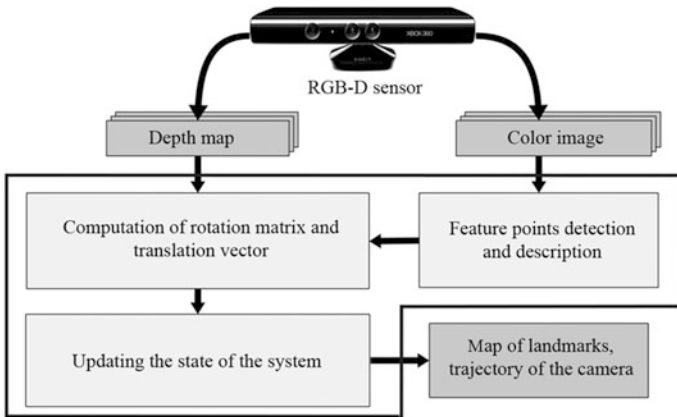 XBOX 360
KINECT
RGB-D sensor
Depth map
Color image
Computation of rotation matrix and
translation vector
Feature points detection
and description
Updating the state of the system
Map of landmarks,
trajectory of the camera